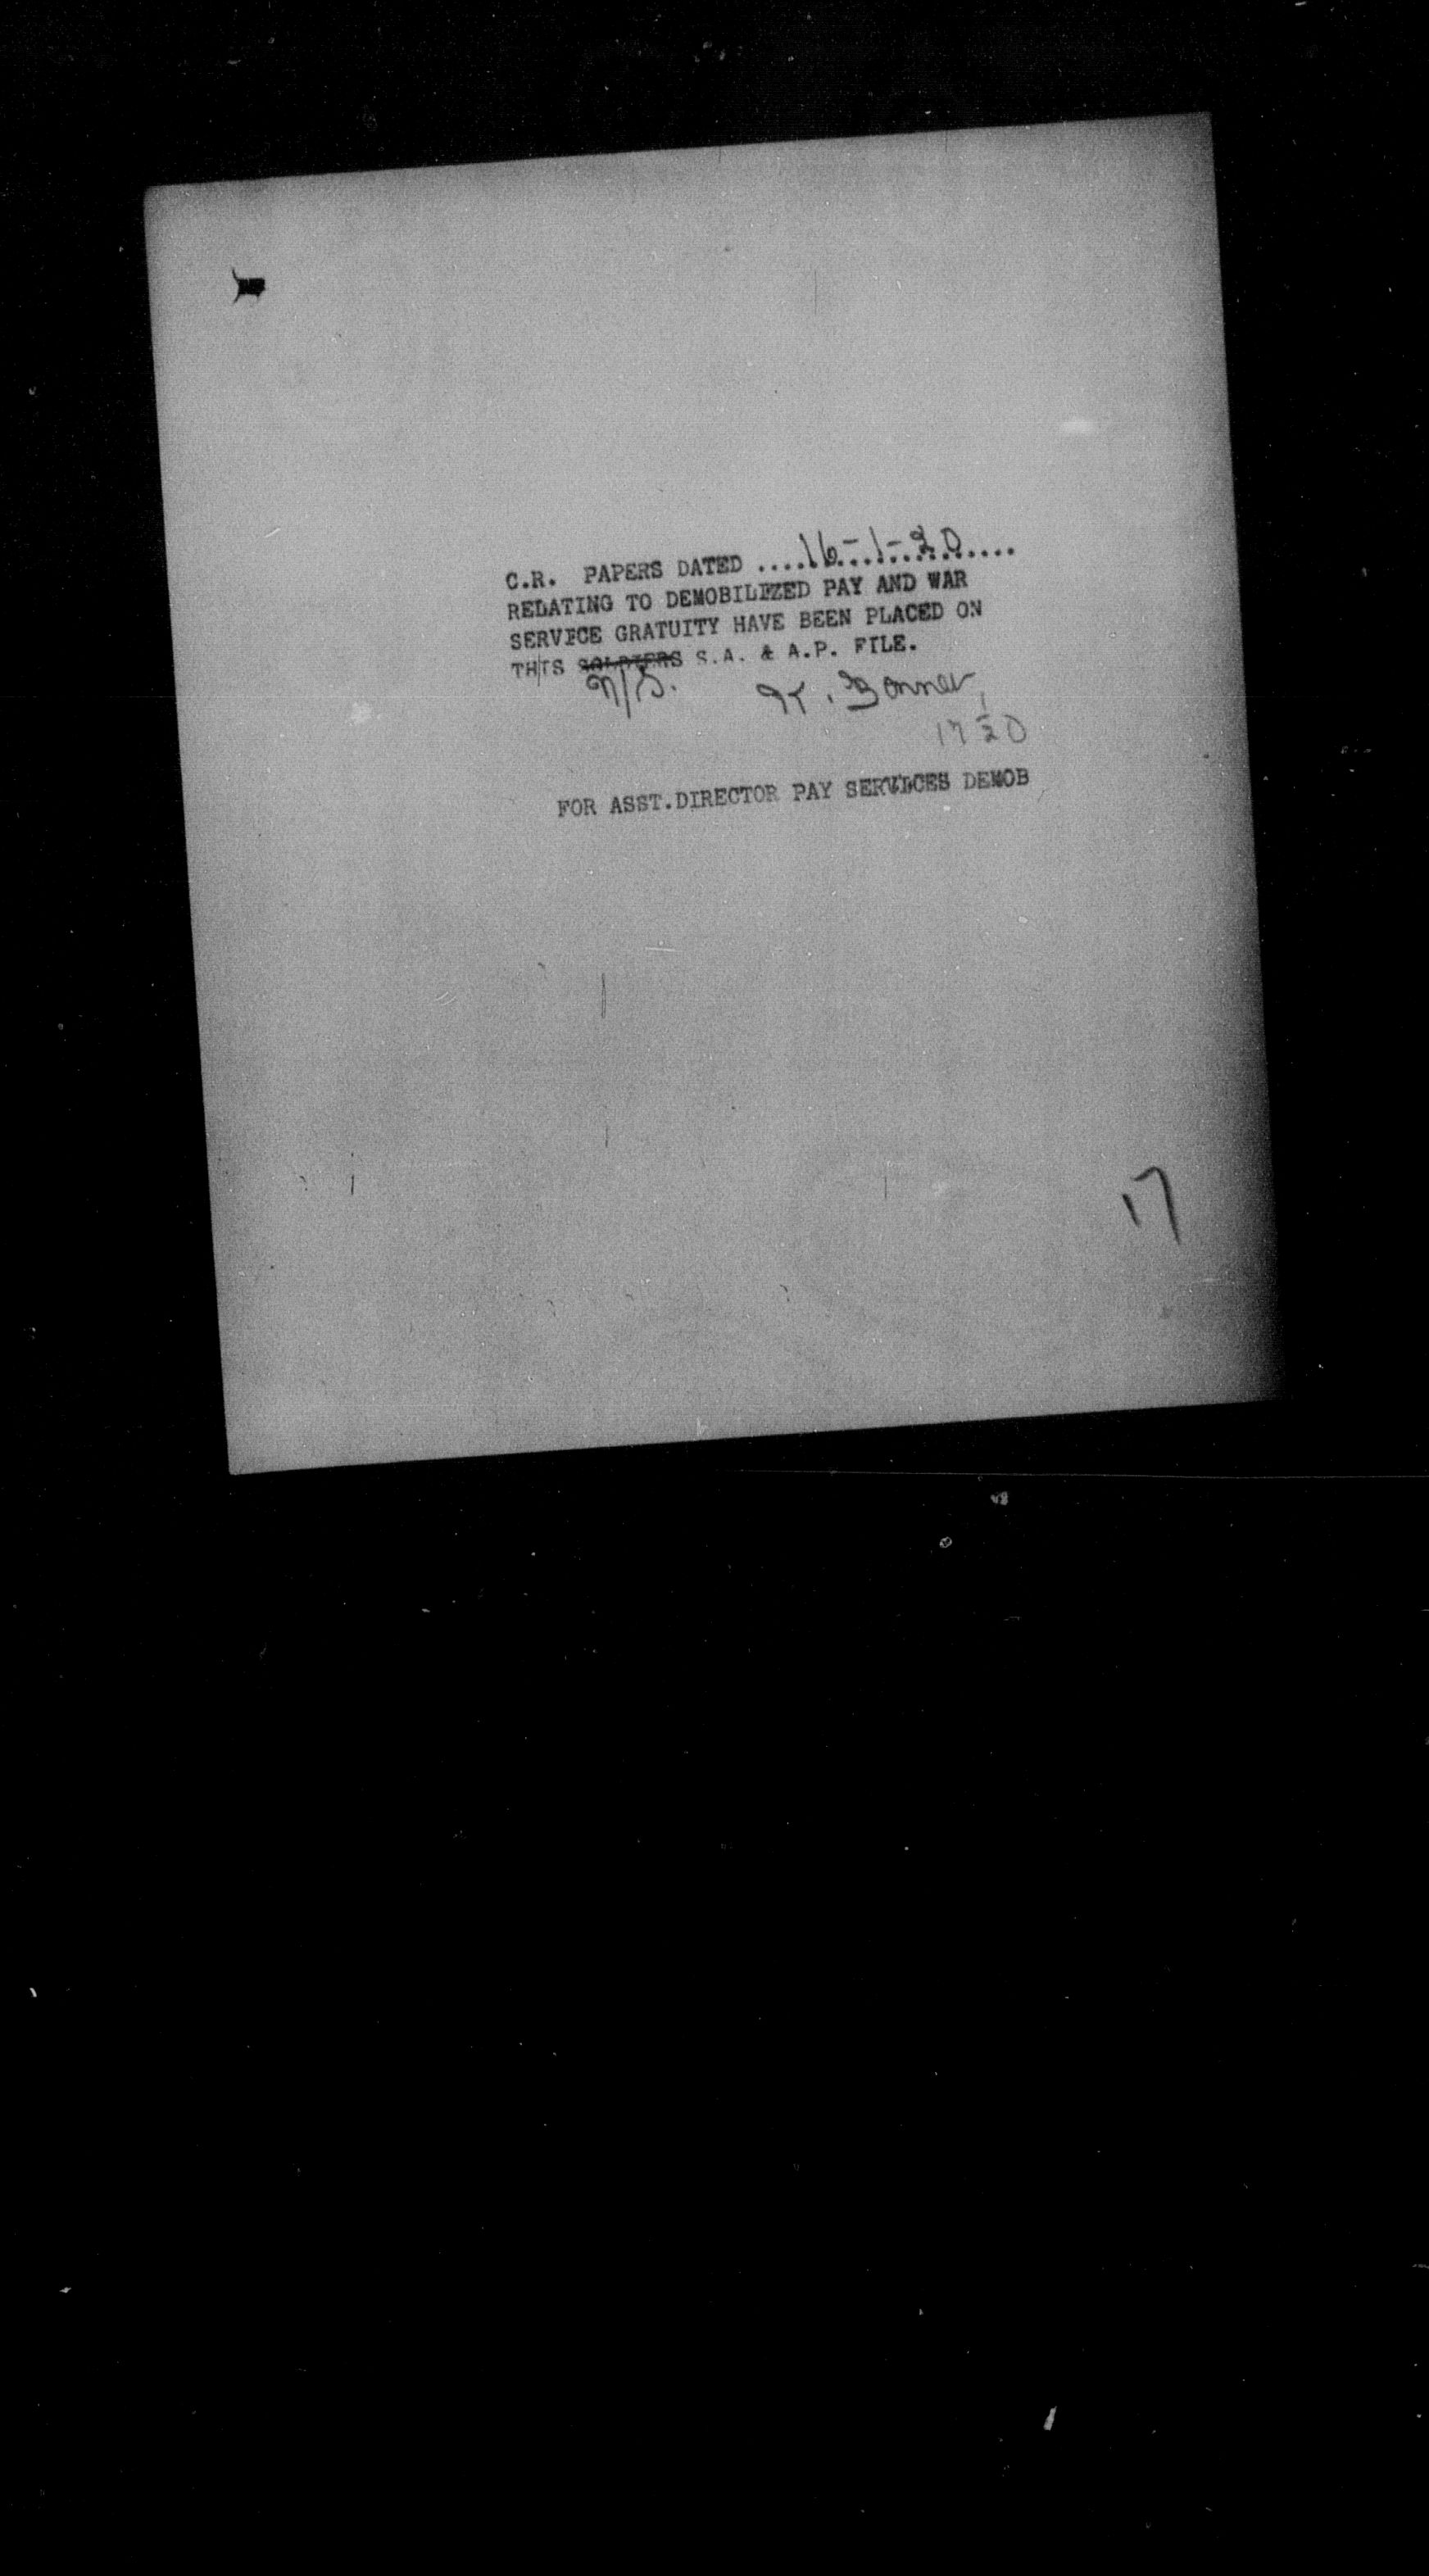 C.R. PAPERS DATED ....16-1-20....
RELATING TO DEMOBILIZED PAY AND WAR
SERVICE GRATUITY HAVE BEEN PLACED ON
THIS SOLDIERS S.A. & A.P. FILE.
N/S.
Bonner
17 1/20
FOR ASST.DIRECTOR PAY SERVICES DEMOB
17